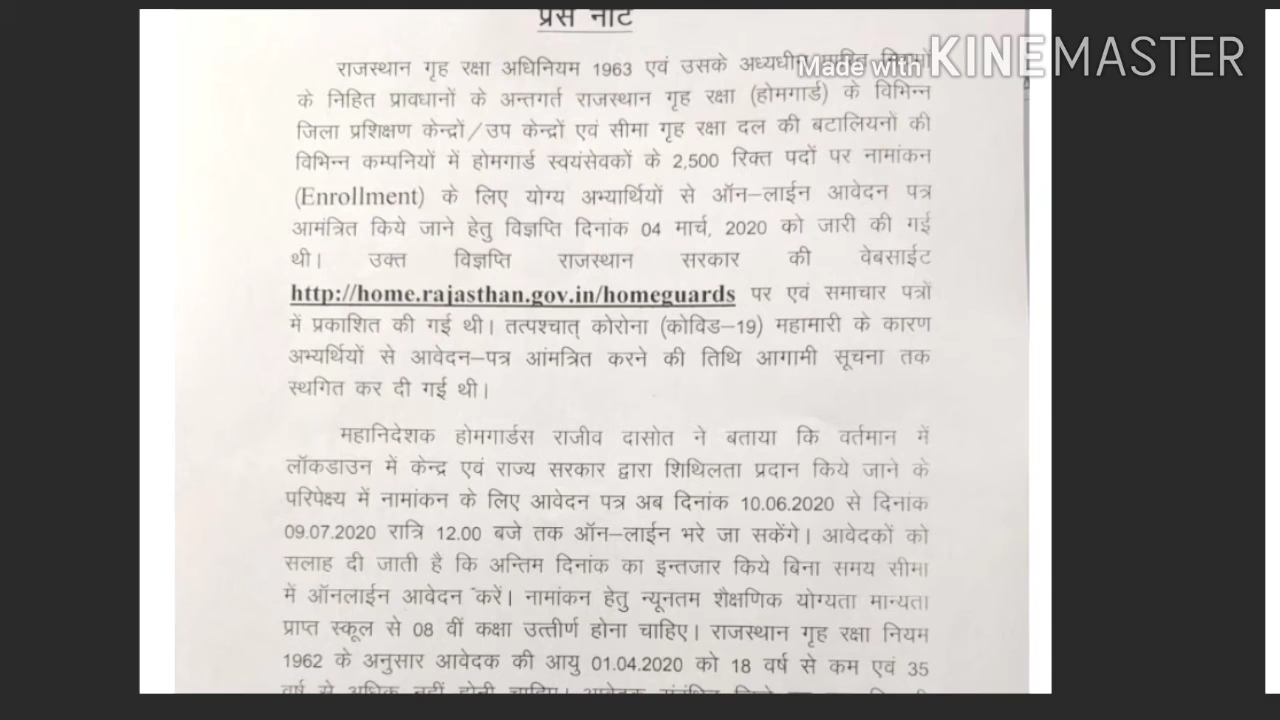 प्रेस नोट
Made with KINEMASTER
राजस्थान गृह रक्षा अधिनियम 1963 एवं उसके अध्यधीन
के निहित प्रावधानों के अन्तगर्त राजस्थान गृह रक्षा (होमगार्ड) के विभिन्न
जिला प्रशिक्षण केन्द्रों/उप केन्द्रों एवं सीमा गृह रक्षा दल की बटालियनों की
विभिन्न कम्पनियों में होमगार्ड स्वयंसेवकों के 2,500 रिक्त पदों पर नामांकन
(Enrollment) के लिए योग्य अभ्यार्थियों से ऑन–लाईन आवेदन पत्र
आमंत्रित किये जाने हेतु विज्ञप्ति दिनांक 04 मार्च, 2020 को जारी की गई
थी। उक्त विज्ञप्ति राजस्थान सरकार की वेबसाईट
http://home.rajasthan.gov.in/homeguards पर एवं समाचार पत्रों
में प्रकाशित की गई थी। तत्पश्चात् कोरोना (कोविड–19) महामारी के कारण
अभ्यर्थियों से आवेदन–पत्र आंमत्रित करने की तिथि आगामी सूचना तक
स्थगित कर दी गई थी।
महानिदेशक होमगार्डस राजीव दासोत ने बताया कि वर्तमान में
लॉकडाउन में केन्द्र एवं राज्य सरकार द्वारा शिथिलता प्रदान किये जाने के
परिपेक्ष्य में नामांकन के लिए आवेदन पत्र अब दिनांक 10.06.2020 से दिनांक
09.07.2020 रात्रि 12.00 बजे तक ऑन–लाईन भरे जा सकेंगे। आवेदकों को
सलाह दी जाती है कि अन्तिम दिनांक का इन्तजार किये बिना समय सीमा
में ऑनलाईन आवेदन करें। नामांकन हेतु न्यूनतम शैक्षणिक योग्यता मान्यता
प्राप्त स्कूल से 08 वीं कक्षा उत्तीर्ण होना चाहिए। राजस्थान गृह रक्षा नियम
1962 के अनुसार आवेदक की आयु 01.04.2020 को 18 वर्ष से कम एवं 35
वर्ष से अधिक नहीं होनी चाहिए। आवेदक